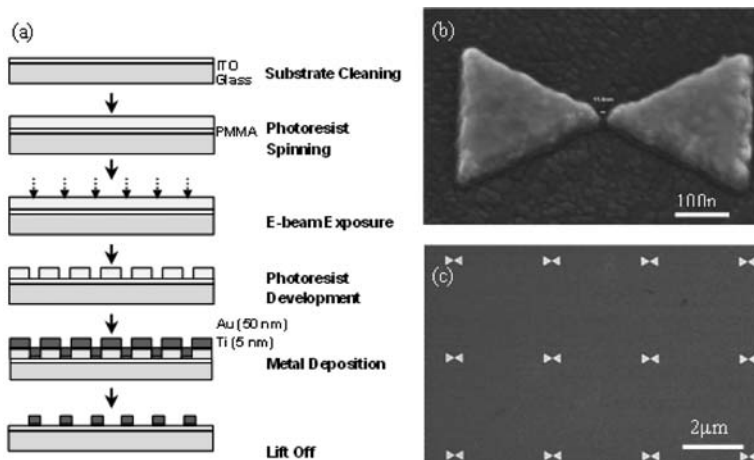 (a)
ITO
Glass
Substrate Cleaning
PMMA
Photoresist
Spinning
E-beam Exposure
Photoresist
Development
Au (50 nm)
Ti (5 nm)
Metal Deposition
Lift Off
(b)
100n
(c)
2μm